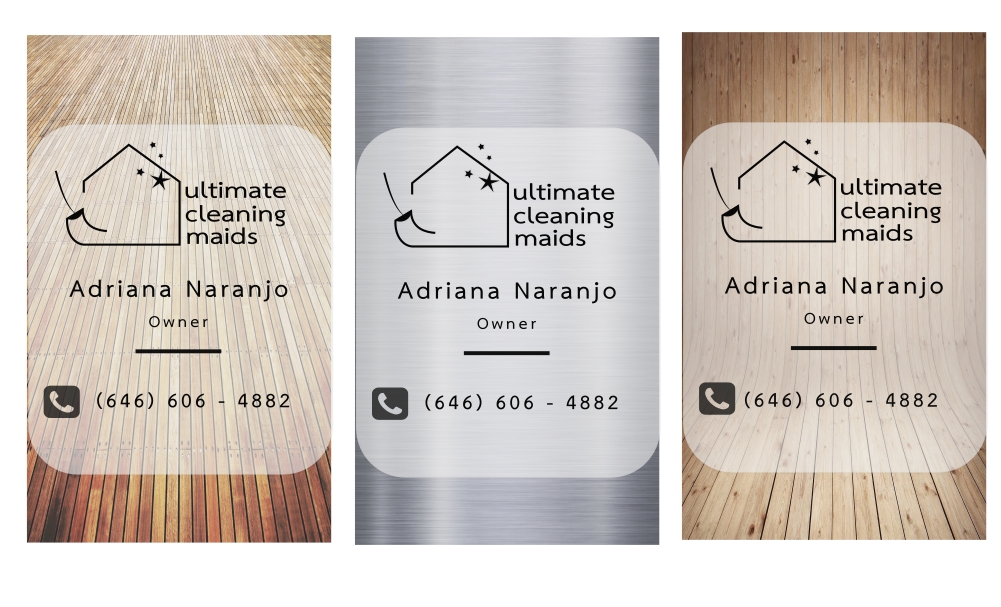 ultimate
cleaning
maids
Adriana Naranjo
Owner
(646) 606 - 4882
ultimate
cleaning
maids
Adriana Naranjo
Owner
(646) 606 - 4882
ultimate
cleaning
maids
Adriana Naranjo
Owner
(646) 606 - 4882